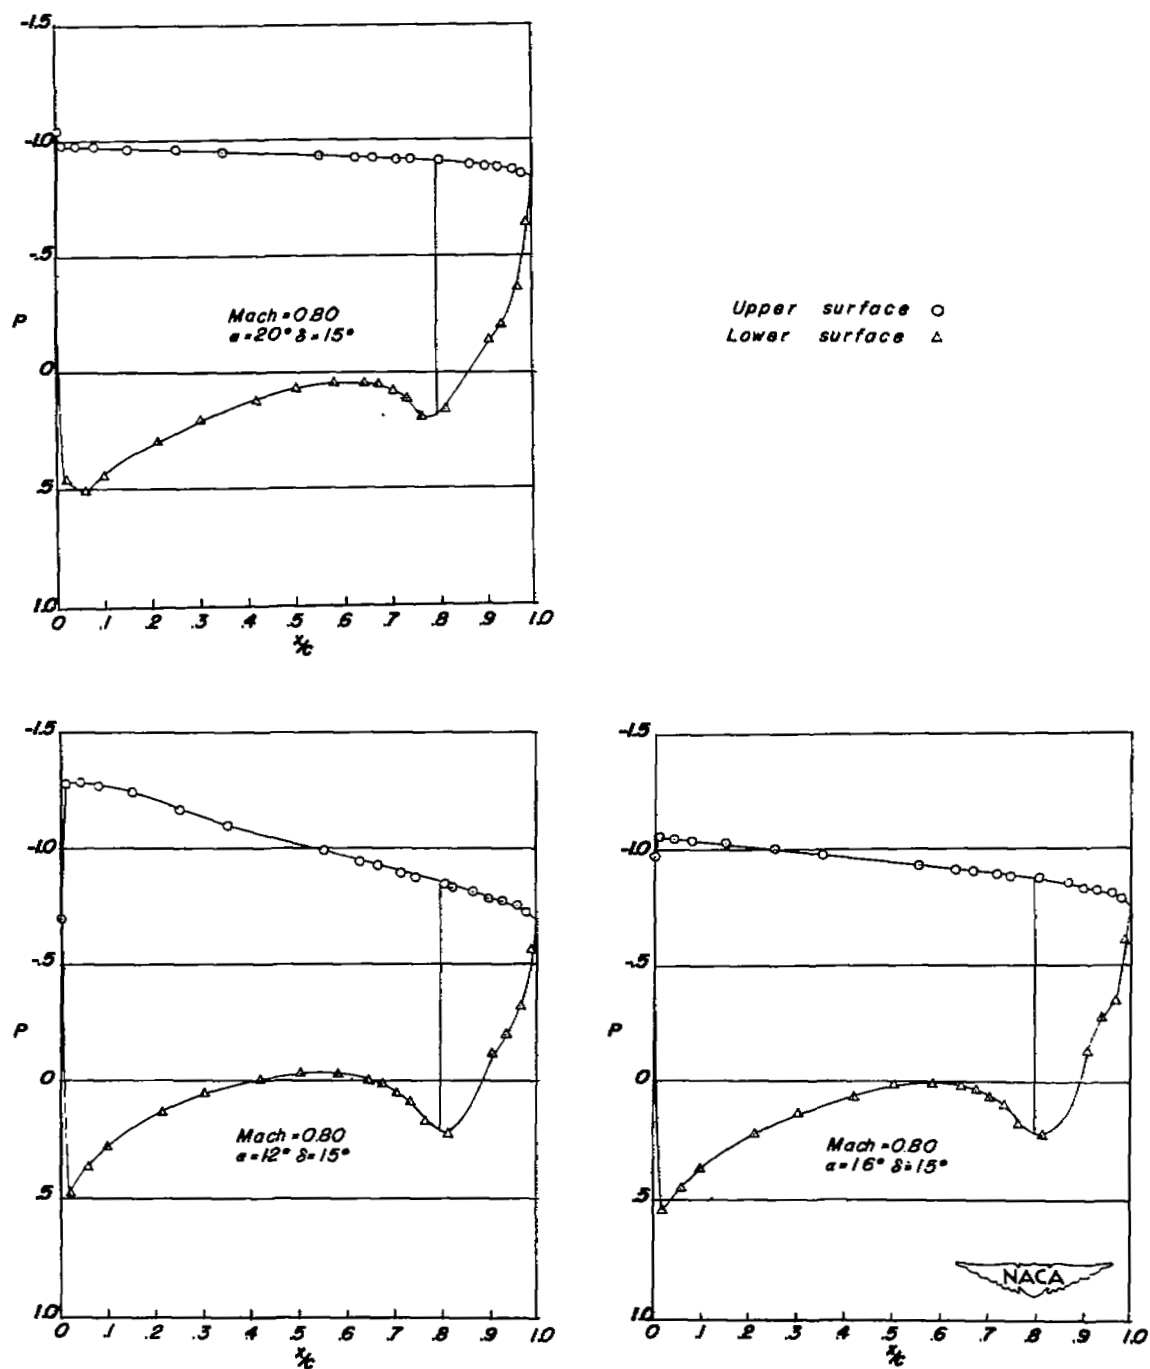 -1.5
-1.0
-.5
P
Mach=0.80
α=20° δ=15°
0
.5
1.0
0 .1 .2 .3 .4 .5 .6 .7 .8 .9 1.0
x/c
Upper surface ○
Lower surface △
-1.5
-1.0
-.5
P
0
Mach=0.80
α=12° δ=15°
.5
1.0
0 .1 .2 .3 .4 .5 .6 .7 .8 .9 1.0
x/c
-1.5
-1.0
-.5
P
0
Mach=0.80
α=16° δ=15°
.5
NACA
1.0
0 .1 .2 .3 .4 .5 .6 .7 .8 .9 1.0
x/c